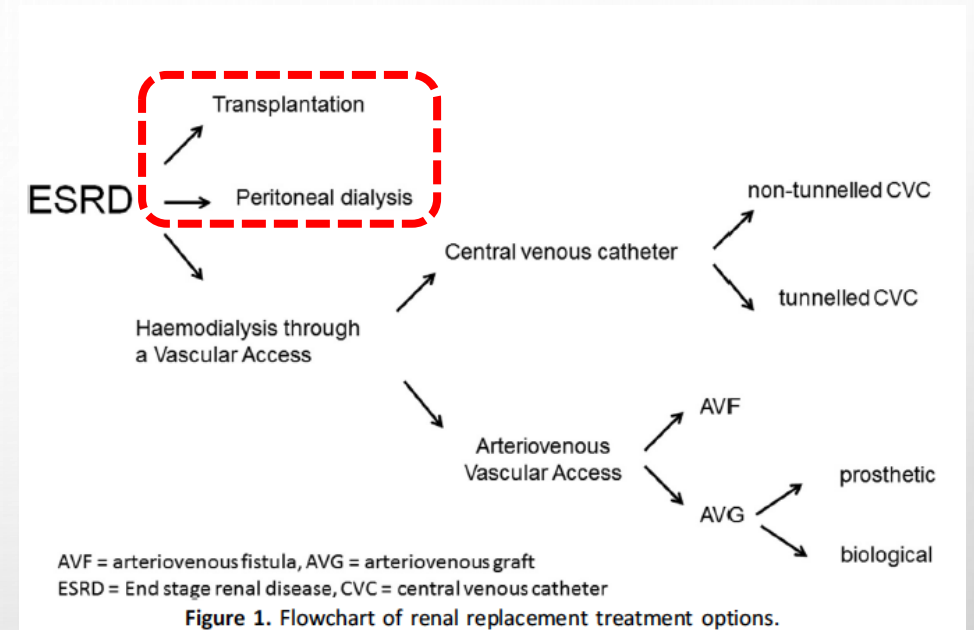 Transplantation
ESRD
Peritoneal dialysis
non-tunnelled CVC
Central venous catheter
tunnelled CVC
Haemodialysis through
a Vascular Access
AVF
Arteriovenous
Vascular Access
prosthetic
AVG
biological
AVF = arteriovenous fistula, AVG = arteriovenous graft
ESRD = End stage renal disease, CVC = central venous catheter
Figure 1. Flowchart of renal replacement treatment options.